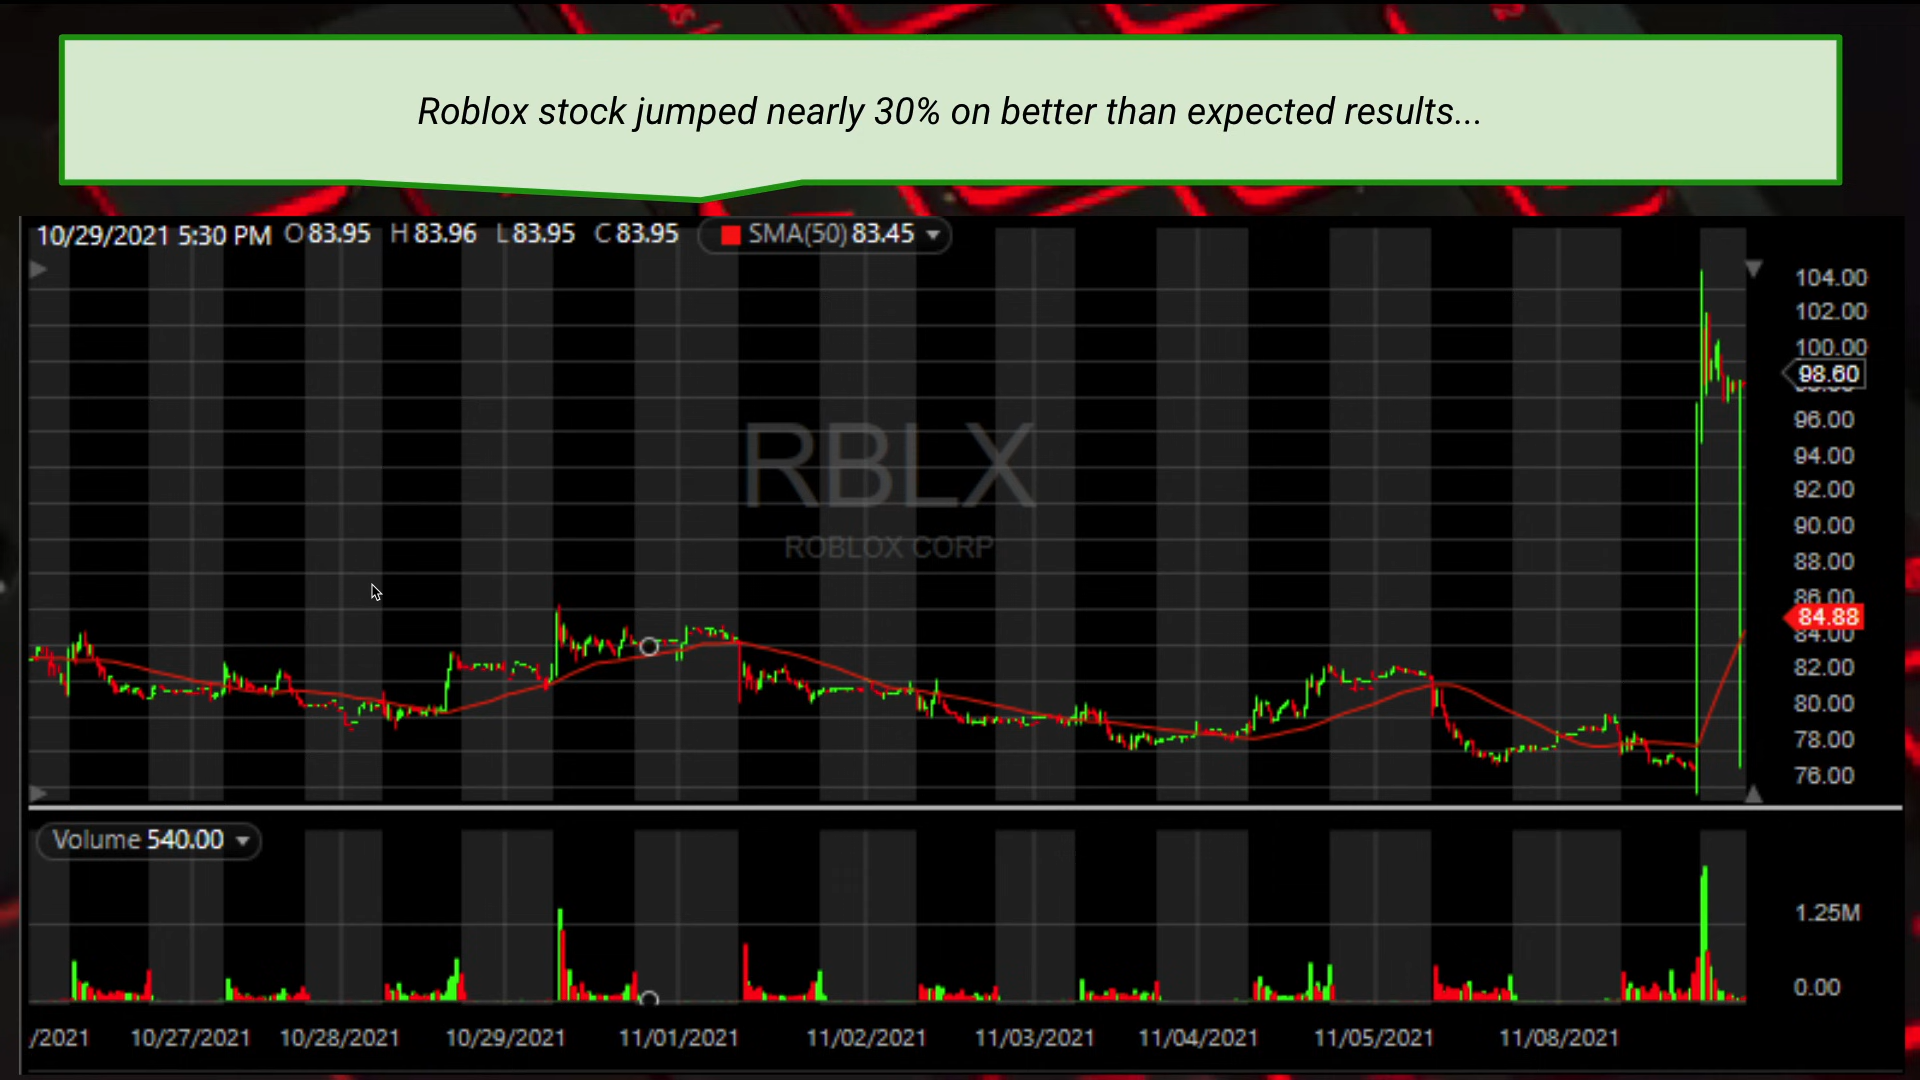 Roblox stock jumped nearly 30% on better than expected results...
10/29/2021 5:30 PM O 83.95 H 83.96 L 83.95 C 83.95 SMA(50) 83.45
104.00
102.00
100.00
98.60
96.00
94.00
92.00
90.00
88.00
86.00
84.88
84.00
82.00
80.00
78.00
76.00
RBLX
ROBLOX CORP
Volume 540.00
1.25M
0.00
/2021 10/27/2021 10/28/2021 10/29/2021 11/01/2021 11/02/2021 11/03/2021 11/04/2021 11/05/2021 11/08/2021